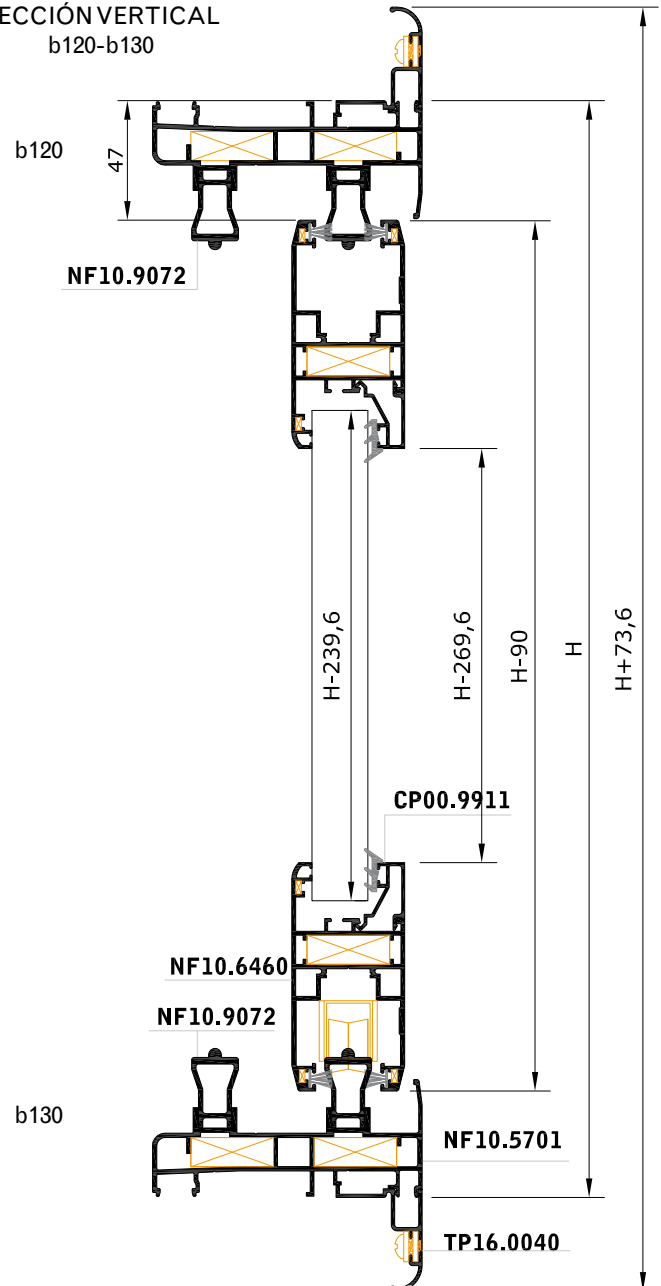 ECCIÓN VERTICAL
b120-b130
b120
47
NF10.9072
H-239,6
H-269,6
H-90
H
H+73,6
CP00.9911
NF10.6460
NF10.9072
b130
NF10.5701
TP16.0040